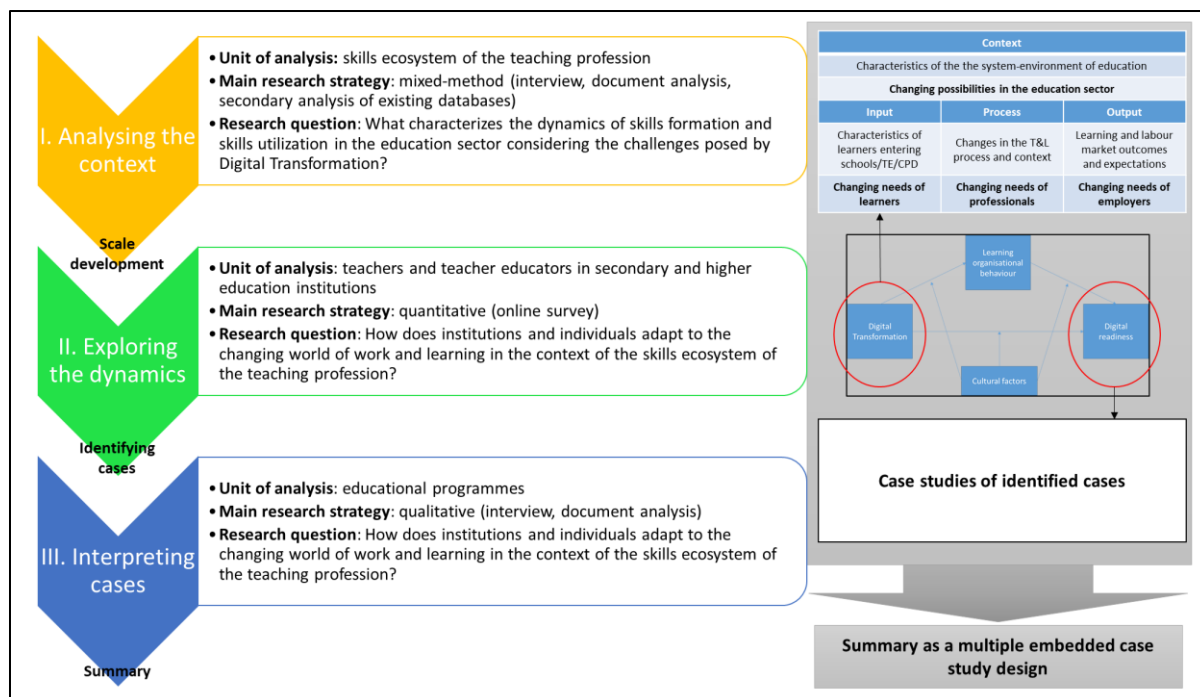 I. Analysing the
context
Scale
development
• Unit of analysis: skills ecosystem of the teaching profession
• Main research strategy: mixed-method (interview, document analysis,
secondary analysis of existing databases)
• Research question: What characterizes the dynamics of skills formation and
skills utilization in the education sector considering the challenges posed by
Digital Transformation?
II. Exploring
the dynamics
Identifying
cases
• Unit of analysis: teachers and teacher educators in secondary and higher
education institutions
• Main research strategy: quantitative (online survey)
• Research question: How does institutions and individuals adapt to the
changing world of work and learning in the context of the skills ecosystem of
the teaching profession?
III. Interpreting
cases
Summary
• Unit of analysis: educational programmes
• Main research strategy: qualitative (interview, document analysis)
• Research question: How does institutions and individuals adapt to the
changing world of work and learning in the context of the skills ecosystem of
the teaching profession?
Context
Characteristics of the the system-environment of education
Changing possibilities in the education sector
Input
Process
Output
Characteristics of
learners entering
schools/TE/CPD
Changes in the T&L
process and context
Learning and labour
market outcomes
and expectations
Changing needs of
learners
Changing needs of
professionals
Changing needs of
employers
Learning
organisational
behaviour
Digital
Transformation
Digital
readiness
Cultural factors
Case studies of identified cases
Summary as a multiple embedded case
study design